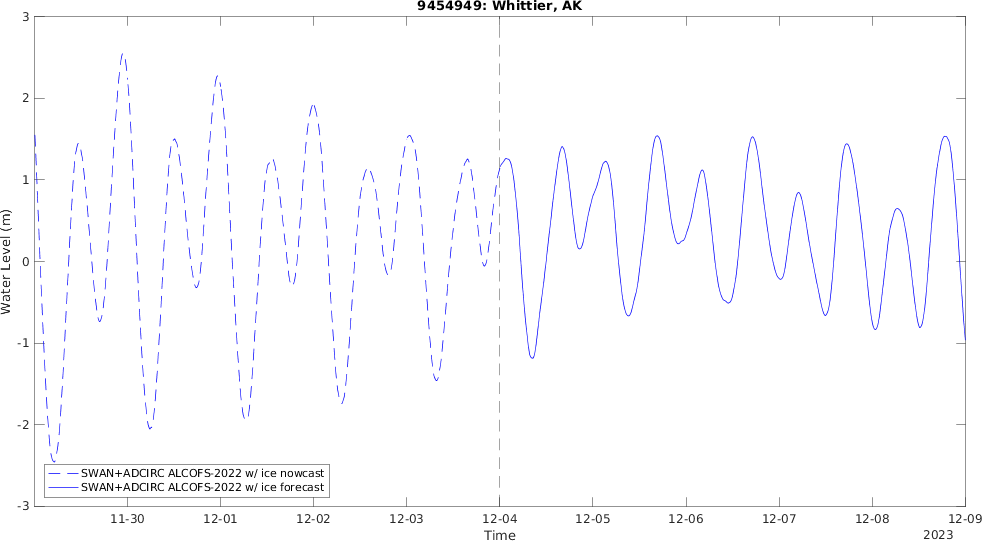 9454949: Whittier, AK
Water Level (m)
3
2
1
0
-1
-2
-3
SWAN+ADCIRC ALCOFS-2022 w/ ice nowcast
SWAN+ADCIRC ALCOFS-2022 w/ ice forecast
11-30 12-01 12-02 12-03 12-04 12-05 12-06 12-07 12-08 12-09
Time
2023